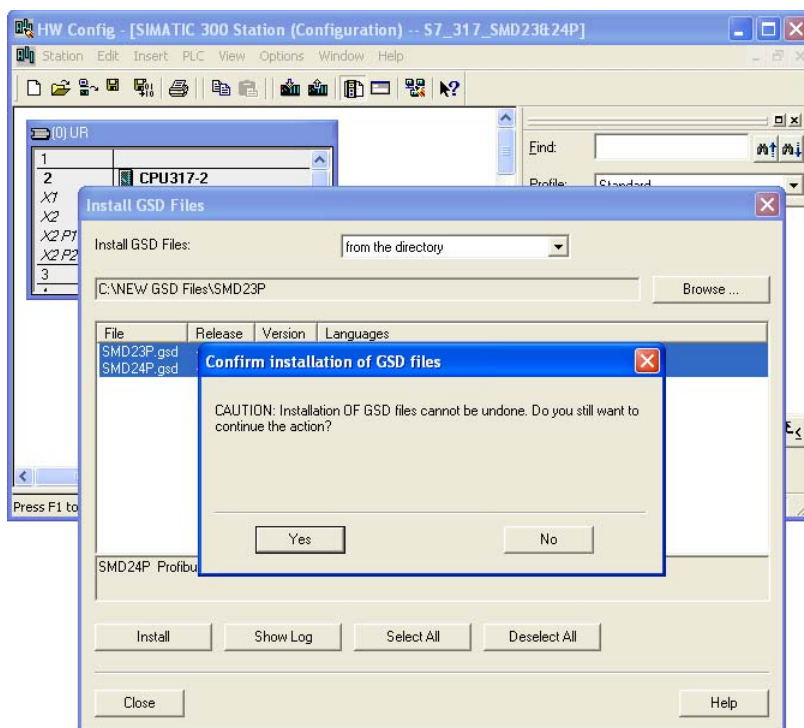 HW Config - [SIMATIC 300 Station (Configuration) -- S7_317_SMD23&24P]
Station Edit Insert PLC View Options Window Help
(0) UR
1
2 CPU317-2
X1
X2
X2 P1
X2 P2
3
Find:
Profile: Standard
Install GSD Files
Install GSD Files: from the directory
C:\NEW GSD Files\SMD23P Browse ...
File Release Version Languages
SMD23P.gsd
SMD24P.gsd
Confirm installation of GSD files
CAUTION: Installation OF GSD files cannot be undone. Do you still want to
continue the action?
Yes No
Press F1 to
SMD24P Profibu
Install Show Log Select All Deselect All
Close Help